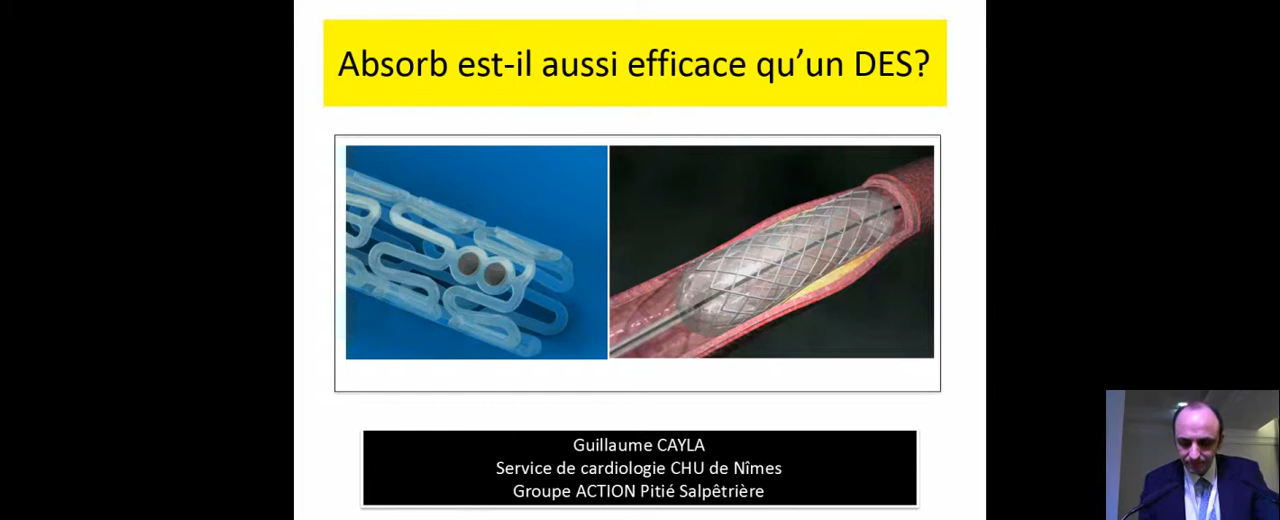 Absorb est-il aussi efficace qu’un DES?
Guillaume CAYLA
Service de cardiologie CHU de Nîmes
Groupe ACTION Pitié Salpêtrière